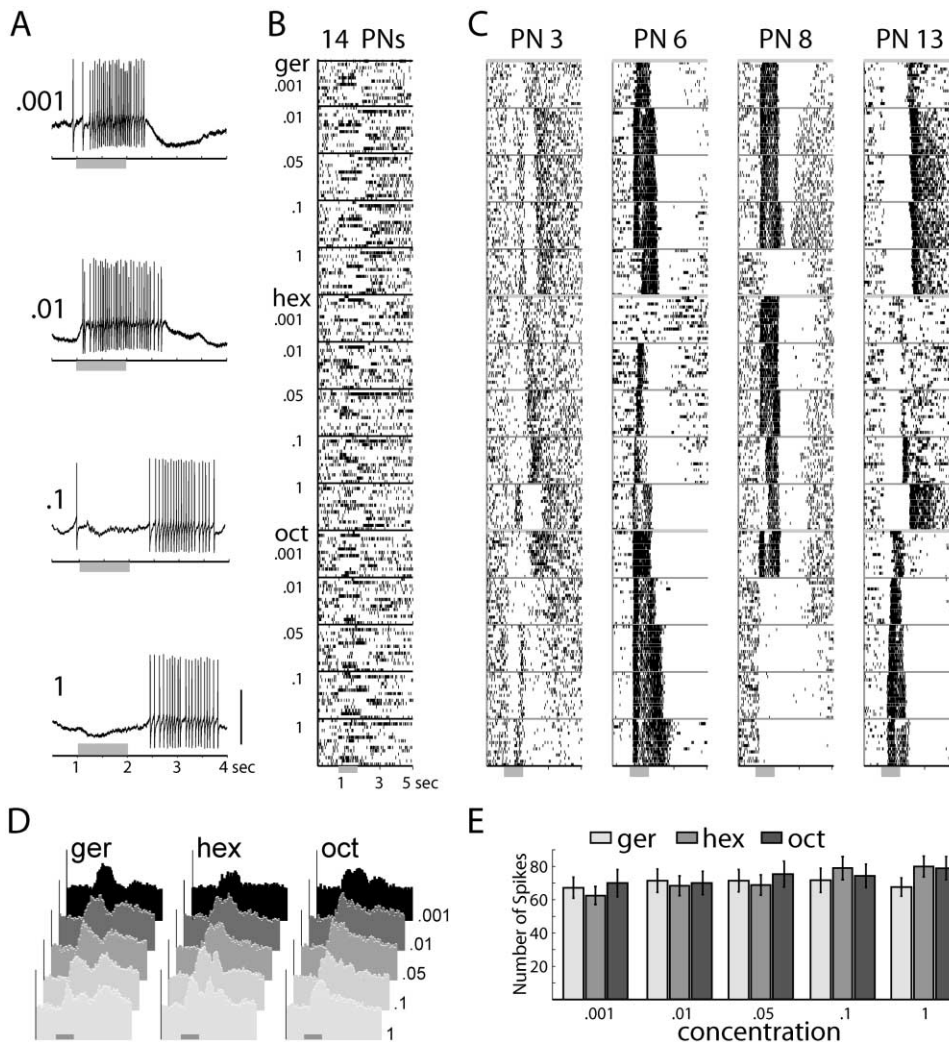 A
.001
.01
.1
1
1 2 3 4 sec
B
14 PNs
ger
.001
.01
.05
.1
1
hex
.001
.01
.05
.1
1
oct
.001
.01
.05
.1
1
1 3 5 sec
C
PN 3 PN 6 PN 8 PN 13
D
ger hex oct
.001
.01
.05
.1
1
E
ger hex oct
Number of Spikes
80
60
40
20
.001 .01 .05 .1 1
concentration